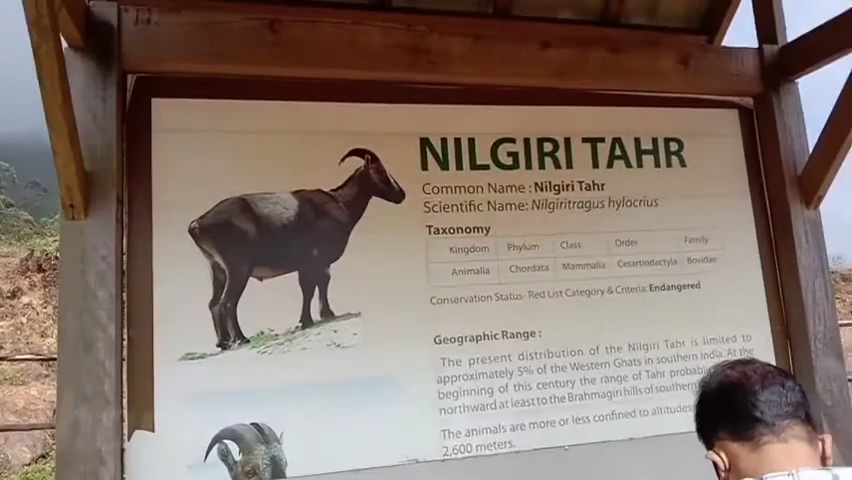 NILGIRI TAHR
Common Name : Nilgiri Tahr
Scientific Name : Nilgiritragus hylocrius
Taxonomy
Kingdom Phylum Class Order Family
Animalia Chordata Mammalia Cetartiodactyla Bovidae
Conservation Status- Red List Category & Criteria: Endangered
Geographic Range:
The present distribution of the Nilgiri Tahr is limited to
approximately 5% of the Western Ghats in Southern India.
beginning of this century the range of Tahr probabl
northward at least to the Brahmagiri hills of southern
The animals are more or less confined to altitudes
2,600 meters.